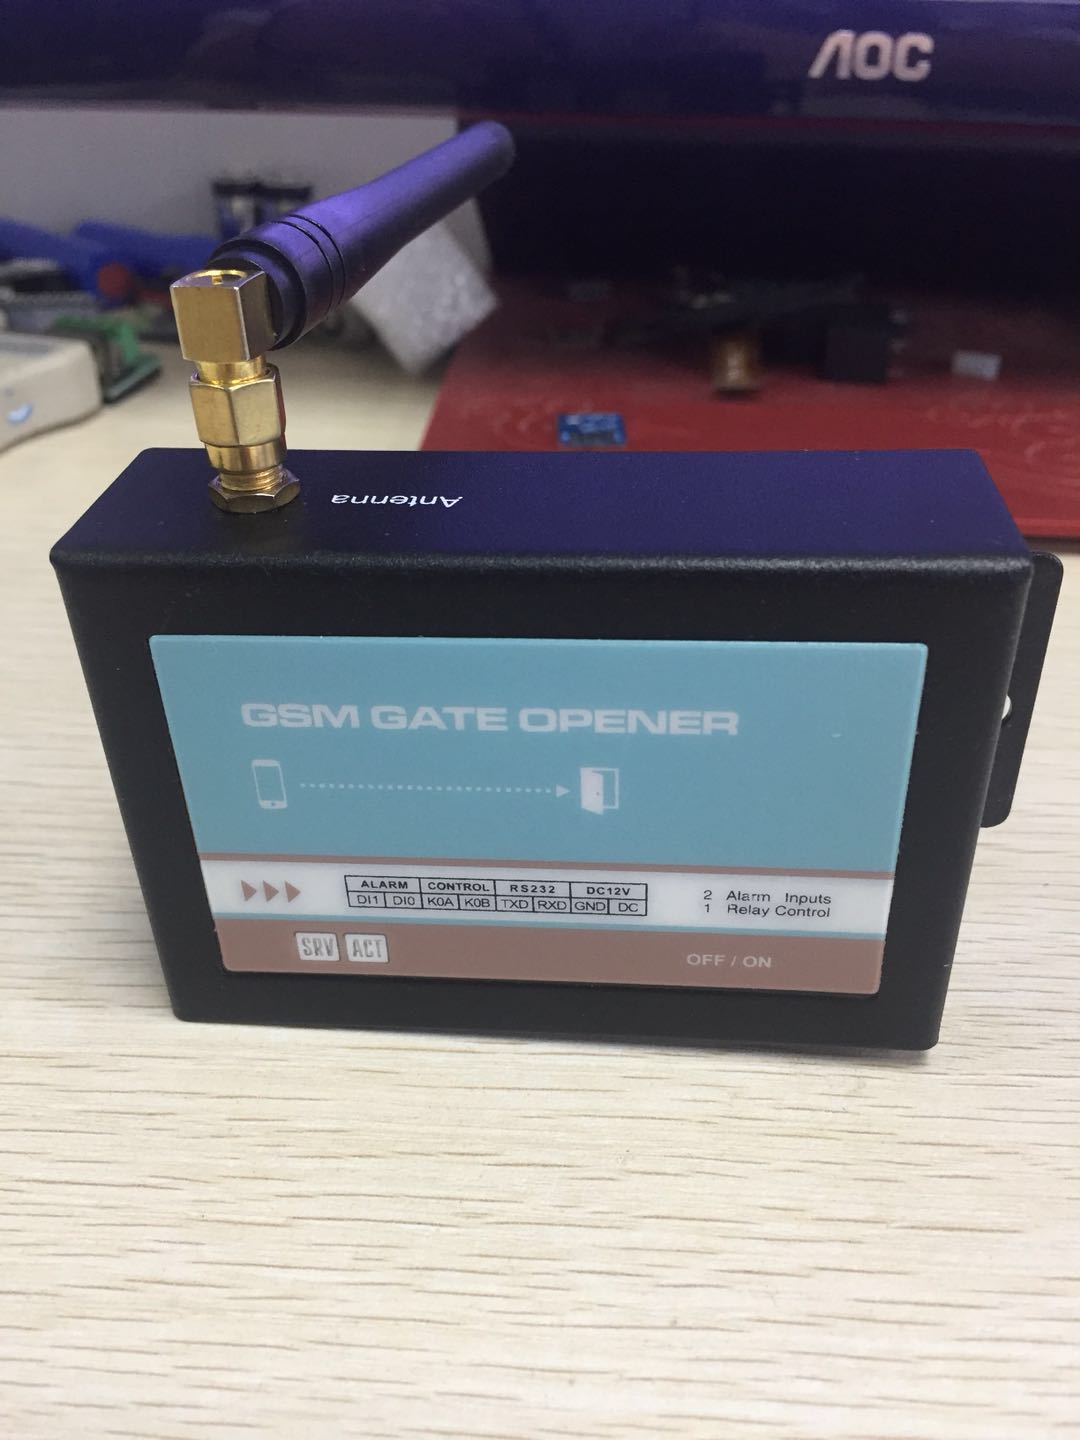 AOC
Antenna
GSM GATE OPENER
ALARM CONTROL RS232 DC12V
DI1 DI0 K0A K0B TXD RXD GND DC
2 Alarm Inputs
1 Relay Control
SRV ACT
OFF / ON